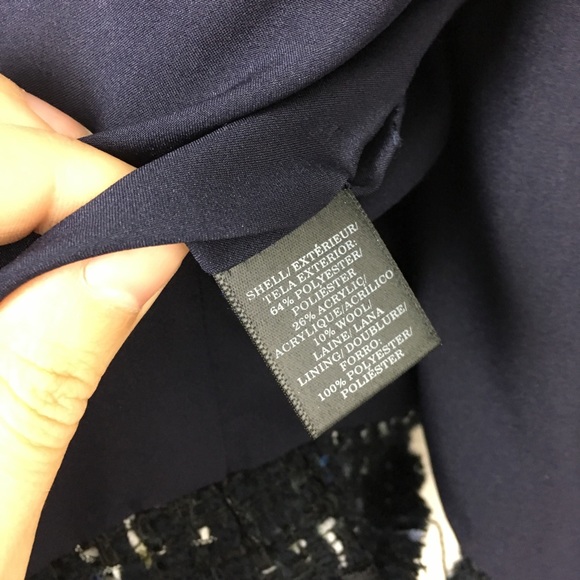 SHELL/ EXTÉRIEUR/
TELA EXTERIOR:
64% POLYESTER/
POLIÉSTER
26% ACRYLIC/
ACRYLIQUE/ACRÍLICO
10% WOOL/
LAINE/ LANA
LINING/ DOUBLURE/
FORRO:
100% POLYESTER/
POLIÉSTER